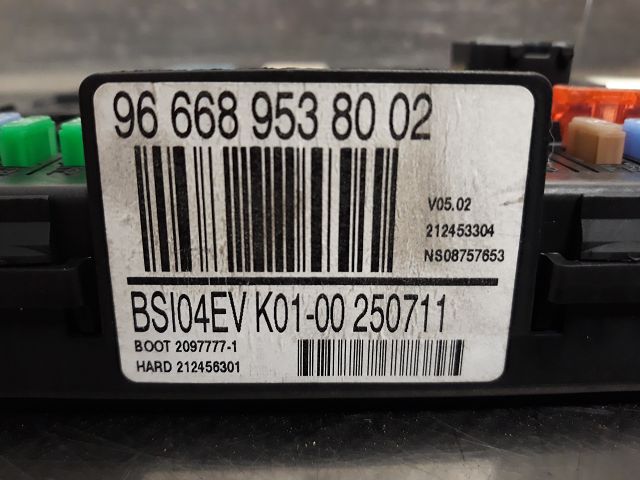 96 668 953 80 02
V05.02
212453304
NS08757653
BSI04EV K01-00 250711
BOOT 2097777-1
HARD 212456301